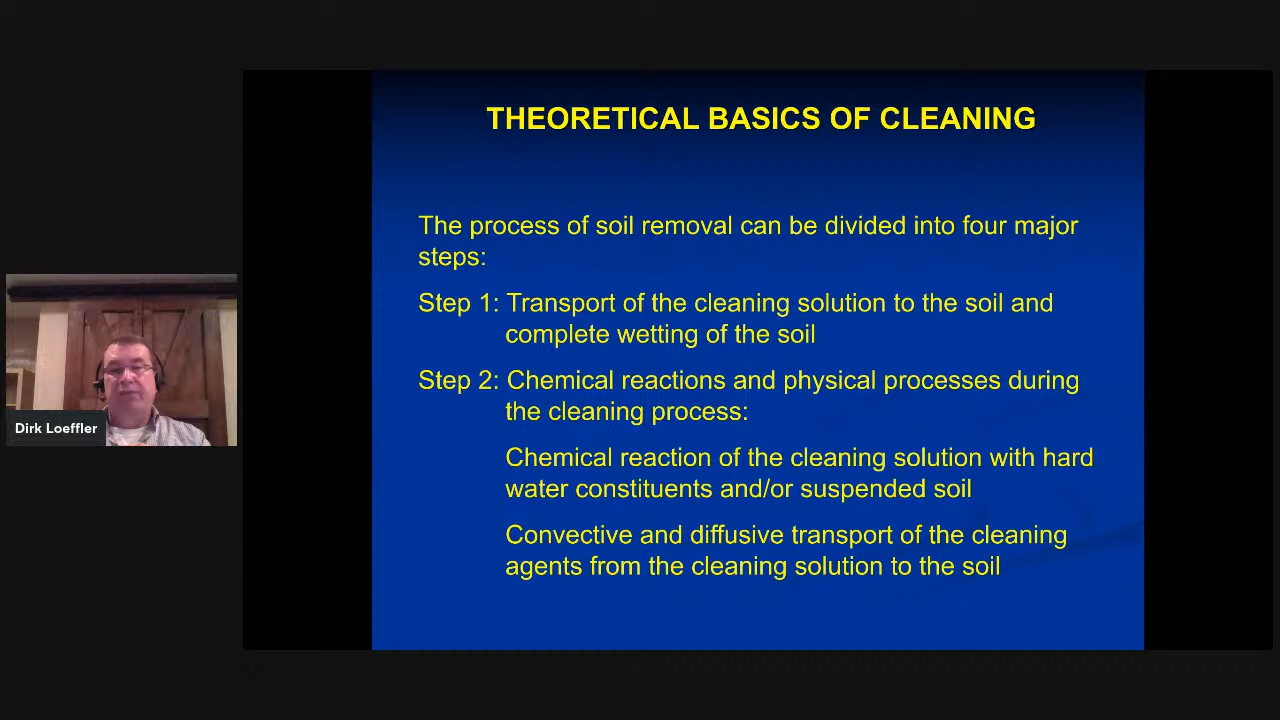 THEORETICAL BASICS OF CLEANING
The process of soil removal can be divided into four major
steps:
Step 1: Transport of the cleaning solution to the soil and
complete wetting of the soil
Step 2: Chemical reactions and physical processes during
the cleaning process:
Chemical reaction of the cleaning solution with hard
water constituents and/or suspended soil
Convective and diffusive transport of the cleaning
agents from the cleaning solution to the soil
Dirk Loeffler